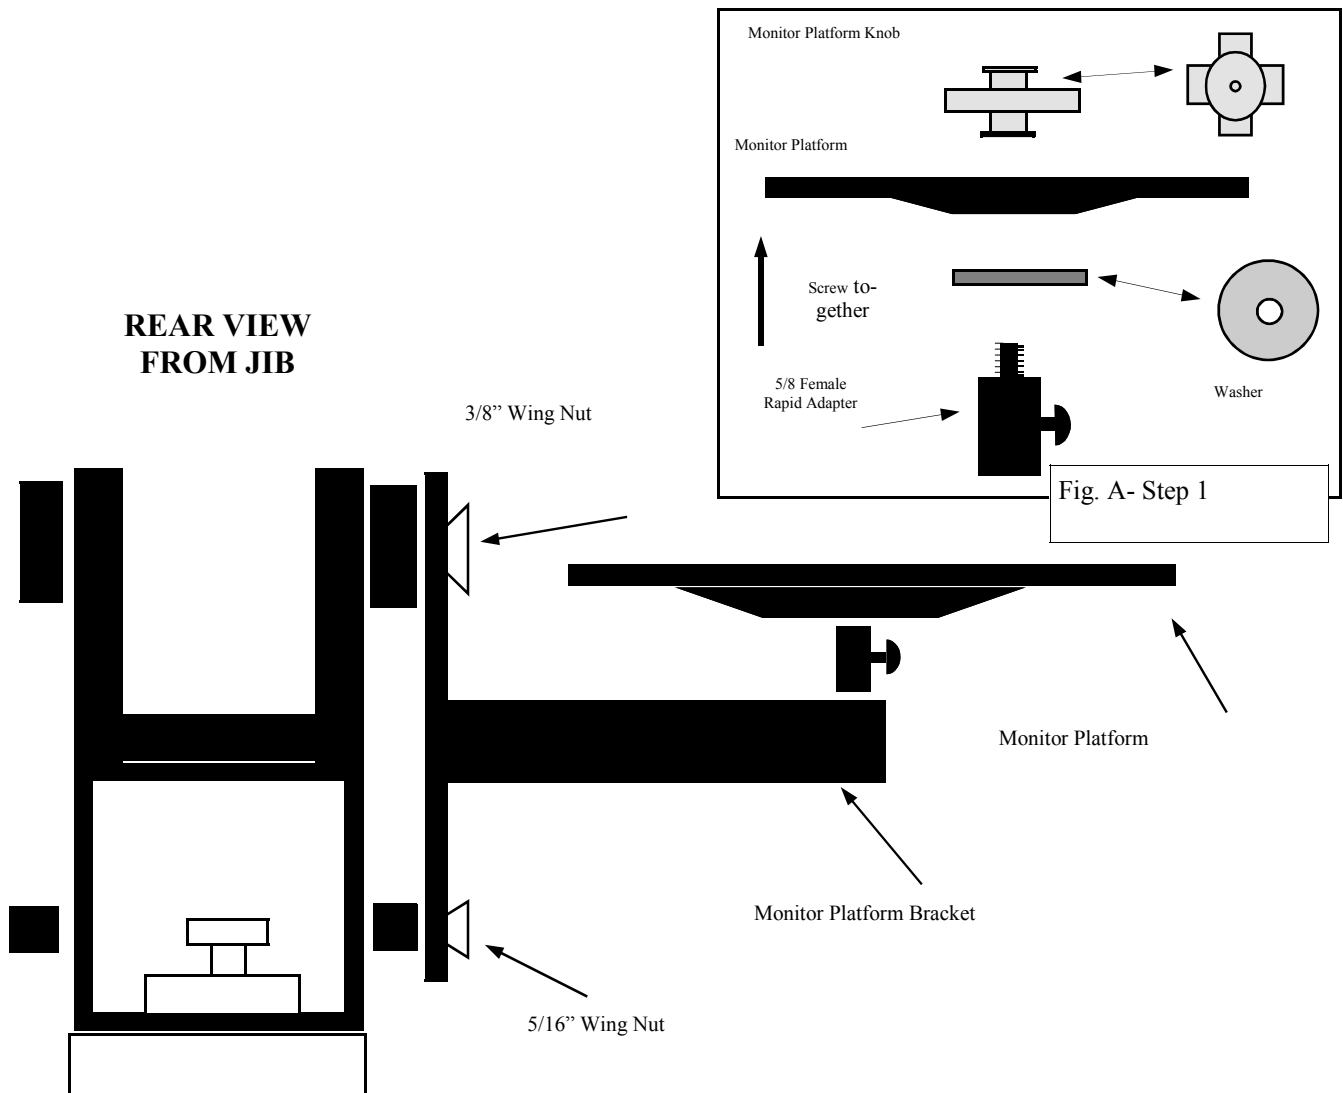 Monitor Platform Knob
Monitor Platform
Screw to-
gether
5/8 Female
Rapid Adapter
Washer
Fig. A- Step 1
REAR VIEW
FROM JIB
3/8” Wing Nut
Monitor Platform
Monitor Platform Bracket
5/16” Wing Nut